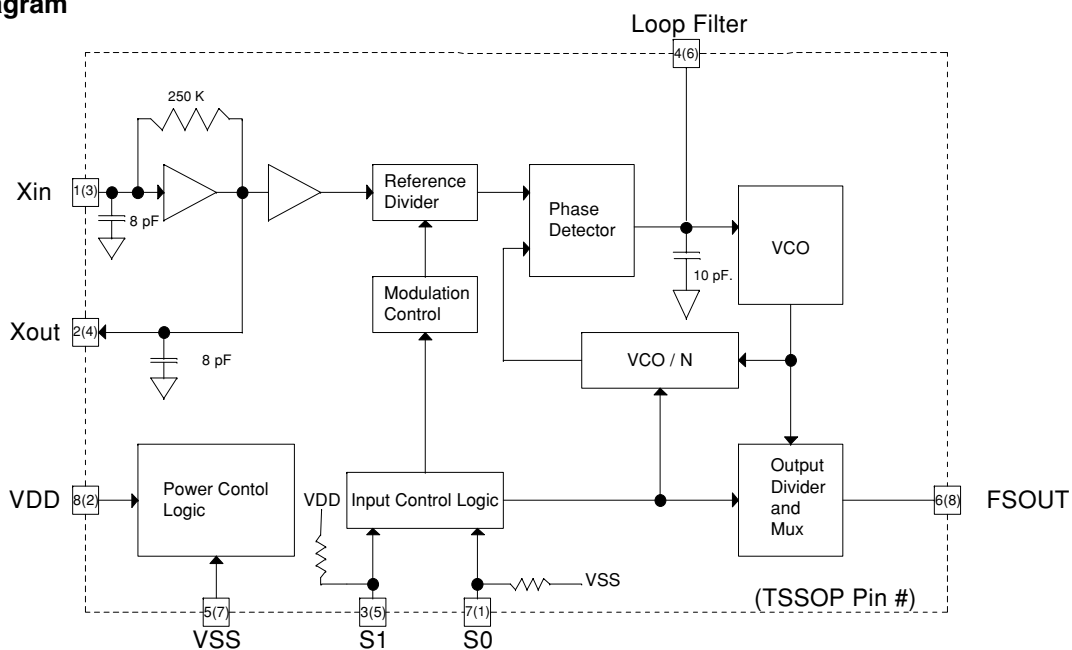 agram
Loop Filter
4(6)
250 K
Xin
1(3)
8 pF
Reference
Divider
Phase
Detector
VCO
10 pF.
Modulation
Control
Xout
2(4)
8 pF
VCO / N
VDD
8(2)
Power Contol
Logic
VDD
Input Control Logic
Output
Divider
and
Mux
6(8)
FSOUT
VSS
5(7)
3(5)
7(1)
(TSSOP Pin #)
VSS
S1
S0